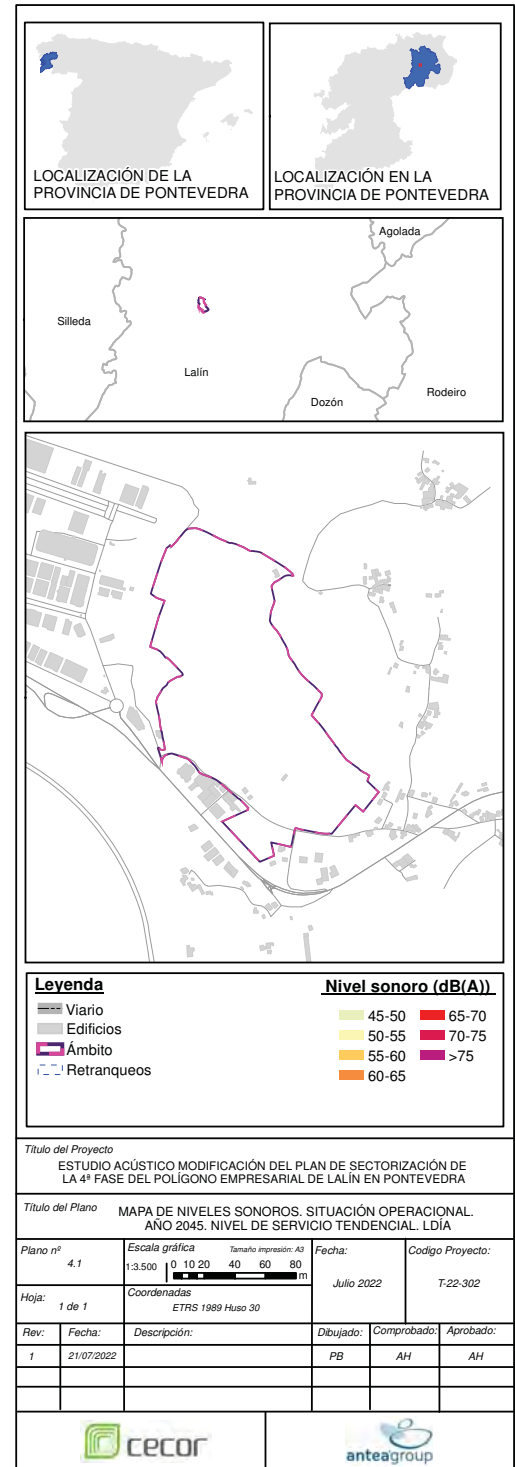 LOCALIZACIÓN DE LA
PROVINCIA DE PONTEVEDRA
LOCALIZACIÓN EN LA
PROVINCIA DE PONTEVEDRA
Agolada
Silleda
Lalín
Dozón
Rodeiro
Leyenda
Viario
Edificios
Ámbito
Retranqueos
Nivel sonoro (dB(A))
45-50
50-55
55-60
60-65
65-70
70-75
>75
Título del Proyecto
ESTUDIO ACÚSTICO MODIFICACIÓN DEL PLAN DE SECTORIZACIÓN DE
LA 4ª FASE DEL POLÍGONO EMPRESARIAL DE LALÍN EN PONTEVEDRA
Título del Plano
MAPA DE NIVELES SONOROS. SITUACIÓN OPERACIONAL.
AÑO 2045. NIVEL DE SERVICIO TENDENCIAL. LDÍA
Plano nº
4.1
Escala gráfica
Tamaño impresión: A3
1:3.500
0 10 20 40 60 80
m
Fecha:
Julio 2022
Codigo Proyecto:
T-22-302
Hoja:
1 de 1
Coordenadas
ETRS 1989 Huso 30
Rev: Fecha: Descripción: Dibujado: Comprobado: Aprobado:
1 21/07/2022 PB AH AH
cecor
anteagroup